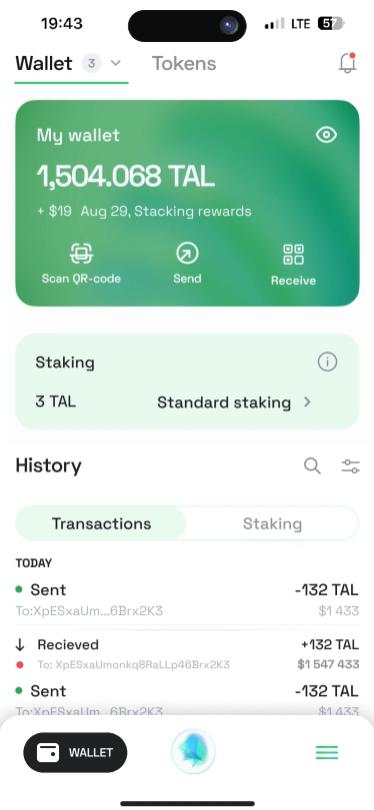 19:43 LTE 57
Wallet 3 Tokens
My wallet
1,504.068 TAL
+ $19 Aug 29, Stacking rewards
Scan QR-code Send Receive
Staking
3 TAL Standard staking
History
Transactions Staking
TODAY
Sent -132 TAL
To:XpESxaUm...6Brx2K3 $1 433
Recieved +132 TAL
To: XpESxaUmonkq8RaLLp46Brx2K3 $1 547 433
Sent -132 TAL
To:XpESxaUm...6Brx2K3 $1 433
WALLET